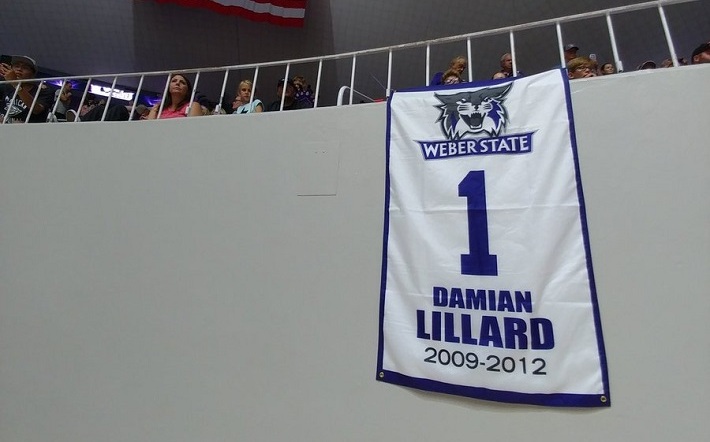 WEBER STATE
1
DAMIAN
LILLARD
2009-2012